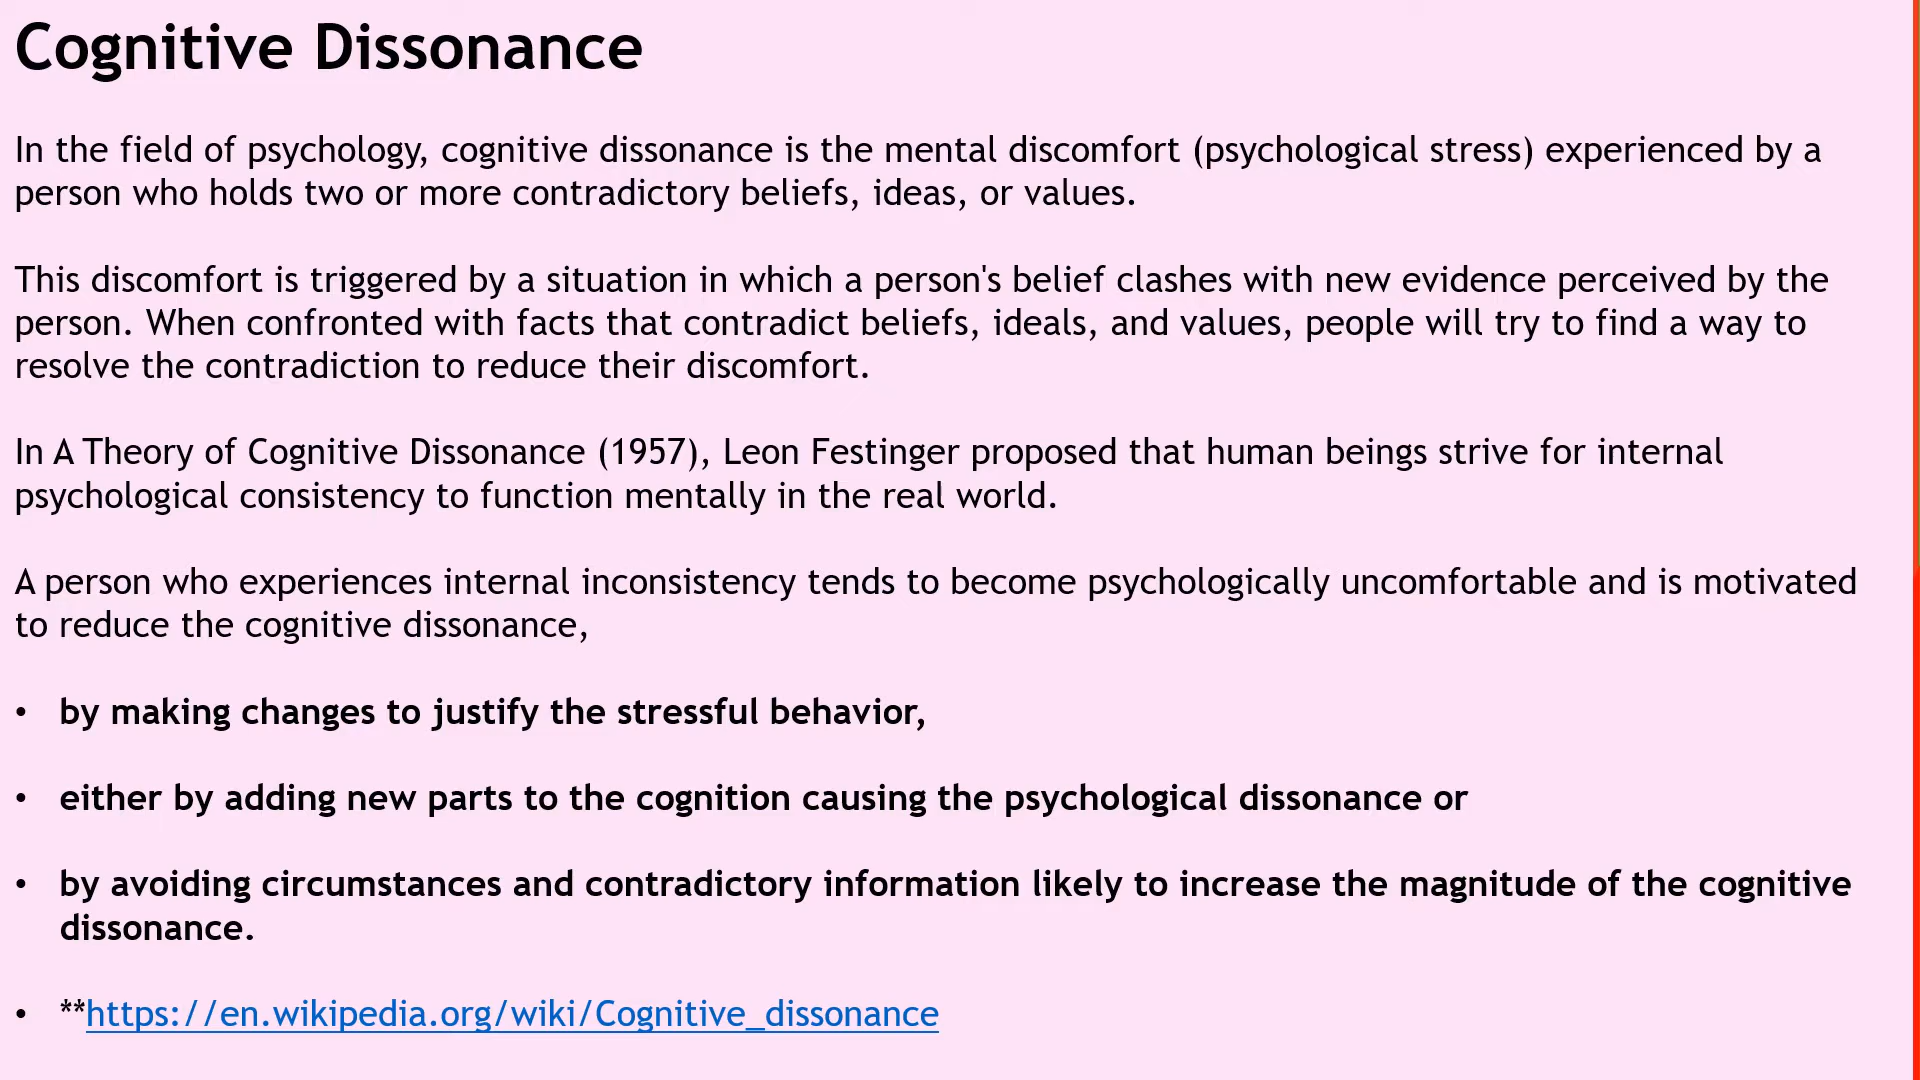 Cognitive Dissonance
In the field of psychology, cognitive dissonance is the mental discomfort (psychological stress) experienced by a
person who holds two or more contradictory beliefs, ideas, or values.
This discomfort is triggered by a situation in which a person's belief clashes with new evidence perceived by the
person. When confronted with facts that contradict beliefs, ideals, and values, people will try to find a way to
resolve the contradiction to reduce their discomfort.
In A Theory of Cognitive Dissonance (1957), Leon Festinger proposed that human beings strive for internal
psychological consistency to function mentally in the real world.
A person who experiences internal inconsistency tends to become psychologically uncomfortable and is motivated
to reduce the cognitive dissonance,
• by making changes to justify the stressful behavior,
• either by adding new parts to the cognition causing the psychological dissonance or
• by avoiding circumstances and contradictory information likely to increase the magnitude of the cognitive
dissonance.
• **https://en.wikipedia.org/wiki/Cognitive_dissonance